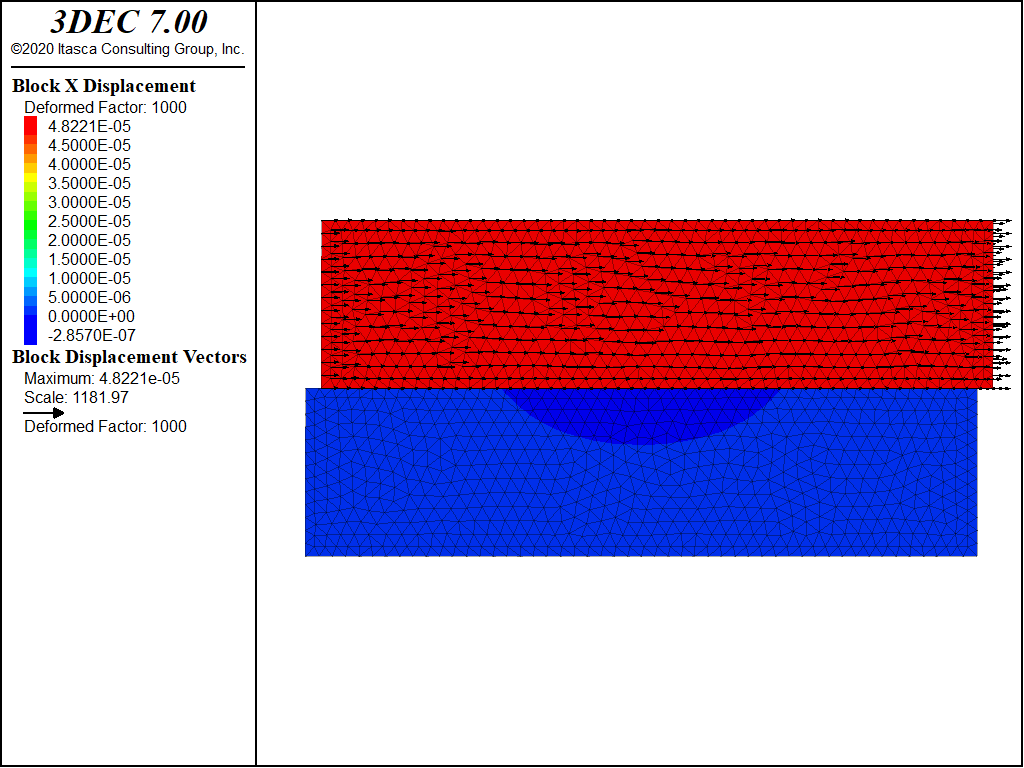 3DEC 7.00
©2020 Itasca Consulting Group, Inc.
Block X Displacement
Deformed Factor: 1000
4.8221E-05
4.5000E-05
4.0000E-05
3.5000E-05
3.0000E-05
2.5000E-05
2.0000E-05
1.5000E-05
1.0000E-05
5.0000E-06
0.0000E+00
-2.8570E-07
Block Displacement Vectors
Maximum: 4.8221e-05
Scale: 1181.97
Deformed Factor: 1000